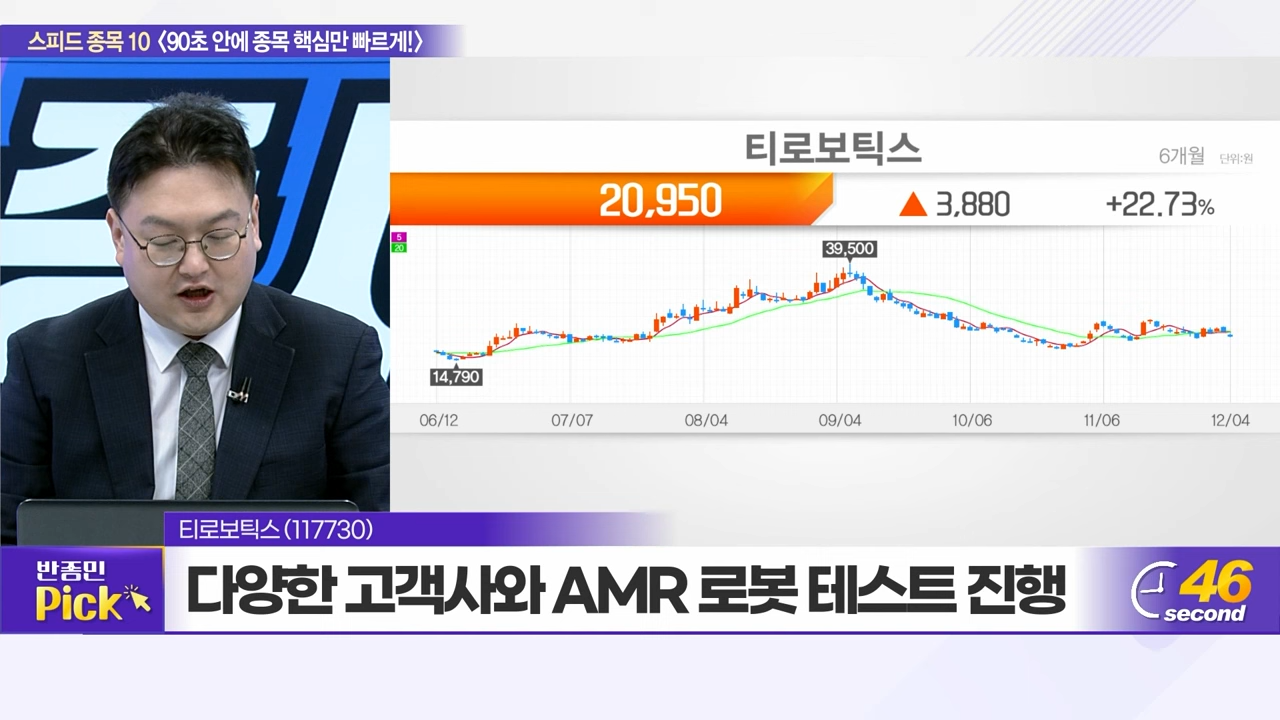 스피드 종목 10 〈90초 안에 종목 핵심만 빠르게!〉
티로보틱스
6개월 단위:원
20,950 ▲ 3,880 +22.73%
5
20
39,500
14,790
06/12 07/07 08/04 09/04 10/06 11/06 12/04
티로보틱스 (117730)
반종민
Pick
다양한 고객사와 AMR 로봇 테스트 진행
46
second